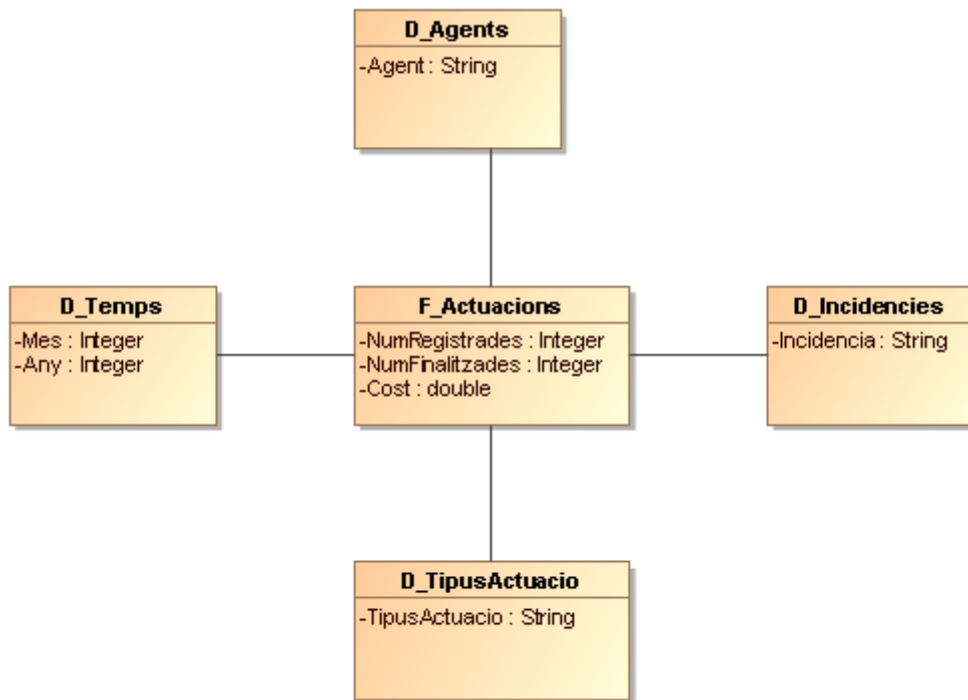 D_Agents
-Agent : String
D_Temps
-Mes : Integer
-Any : Integer
F_Actuacions
-NumRegistrades : Integer
-NumFinalitzades : Integer
-Cost : double
D_Incidencies
-Incidencia : String
D_TipusActuacio
-TipusActuacio : String